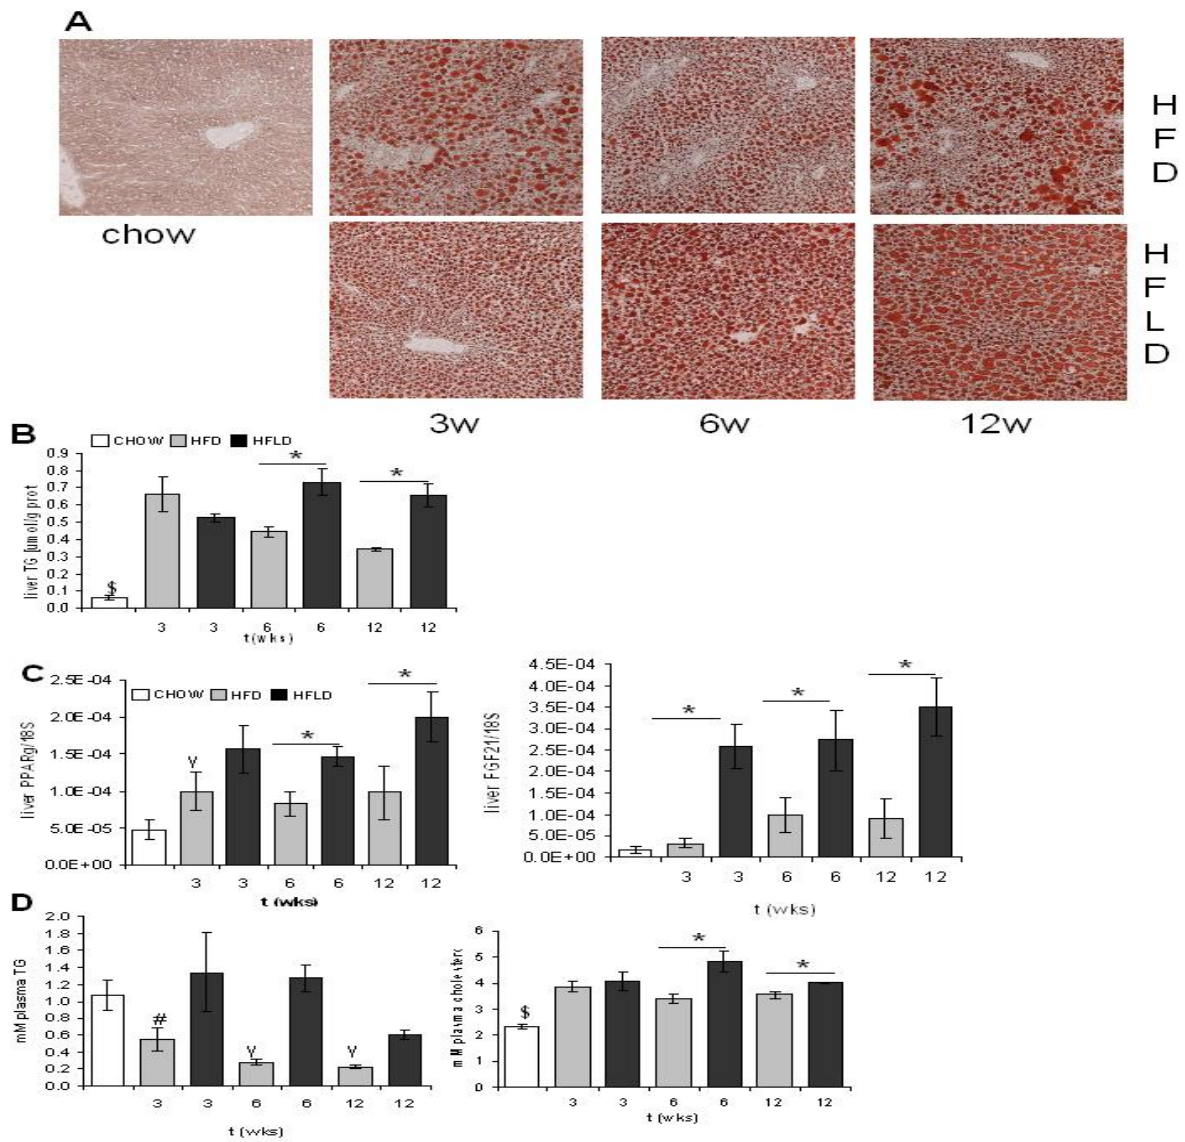 A
H
F
D
chow
H
F
L
D
3w 6w 12w
B
CHOW HFD HFLD
liver TG [µmol/g prot
0.9
0.8
0.7
0.6
0.5
0.4
0.3
0.2
0.1
0.0
$ * *
3 3 6 6 12 12
t (wks)
C
CHOW HFD HFLD
liver PPARg/18S
2.5E-04
2.0E-04
1.5E-04
1.0E-04
5.0E-05
0.0E+00
γ * *
3 3 6 6 12 12
t (wks)
liver FGF21/18S
4.5E-04
4.0E-04
3.5E-04
3.0E-04
2.5E-04
2.0E-04
1.5E-04
1.0E-04
5.0E-05
0.0E+00
* * *
3 3 6 6 12 12
t (wks)
D
mM plasma TG
2.0
1.8
1.6
1.4
1.2
1.0
0.8
0.6
0.4
0.2
0.0
# γ γ
3 3 6 6 12 12
t (wks)
mM plasma cholesterc
6
5
4
3
2
1
0
$ * *
3 3 6 6 12 12
t (wks)